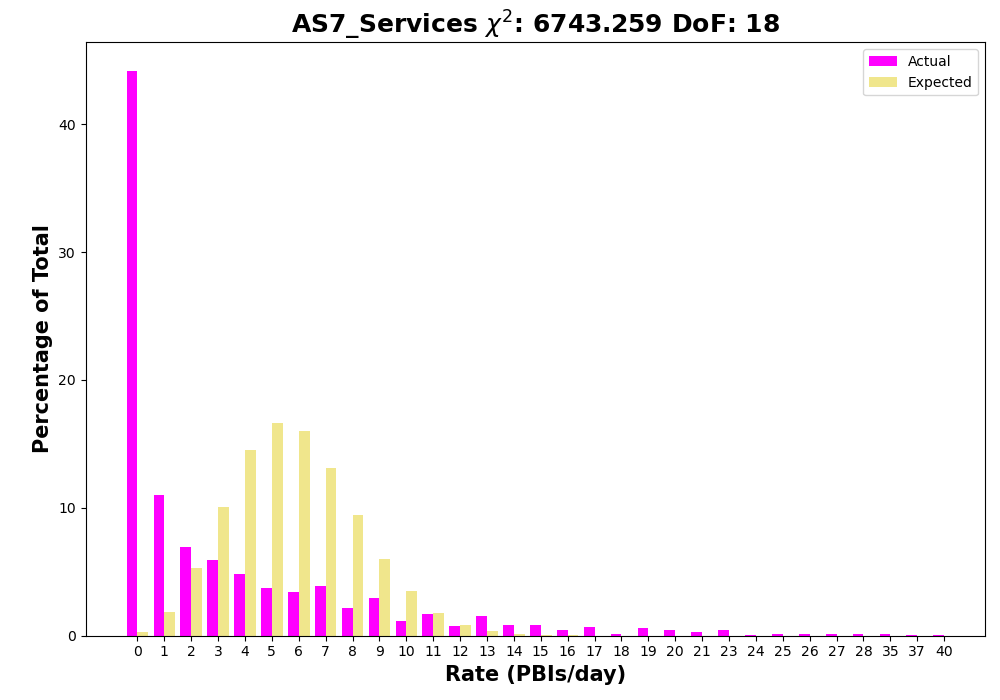 AS7_Services χ²: 6743.259 DoF: 18
Actual
Expected
40
30
20
10
0
Percentage of Total
0 1 2 3 4 5 6 7 8 9 10 11 12 13 14 15 16 17 18 19 20 21 23 24 25 26 27 28 35 37 40
Rate (PBIs/day)